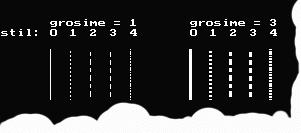 grosime = 1 grosime = 3
stil: 0 1 2 3 4 0 1 2 3 4